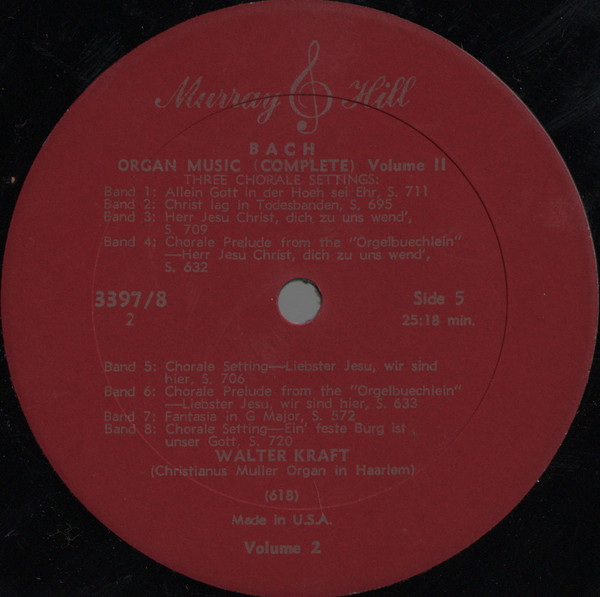 Murray Hill
BACH
ORGAN MUSIC (COMPLETE) Volume II
THREE CHORALE SETTINGS:
Band 1: Allein Gott in der Hoeh sei Ehr, S. 711
Band 2: Christ lag in Todesbanden, S. 695
Band 3: Herr Jesu Christ, dich zu uns wend',
S. 709
Band 4: Chorale Prelude from the "Orgelbuechlein"
—Herr Jesu Christ, dich zu uns wend',
S. 632
3397/8
2
Side 5
25:18 min.
Band 5: Chorale Setting—Liebster Jesu, wir sind
hier, S. 706
Band 6: Chorale Prelude from the "Orgelbuechlein"
—Liebster Jesu, wir sind hier, S. 633
Band 7: Fantasia in G Major, S. 572
Band 8: Chorale Setting—Ein' feste Burg ist
unser Gott, S. 720
WALTER KRAFT
(Christianus Muller Organ in Haarlem)
(618)
Made in U.S.A.
Volume 2